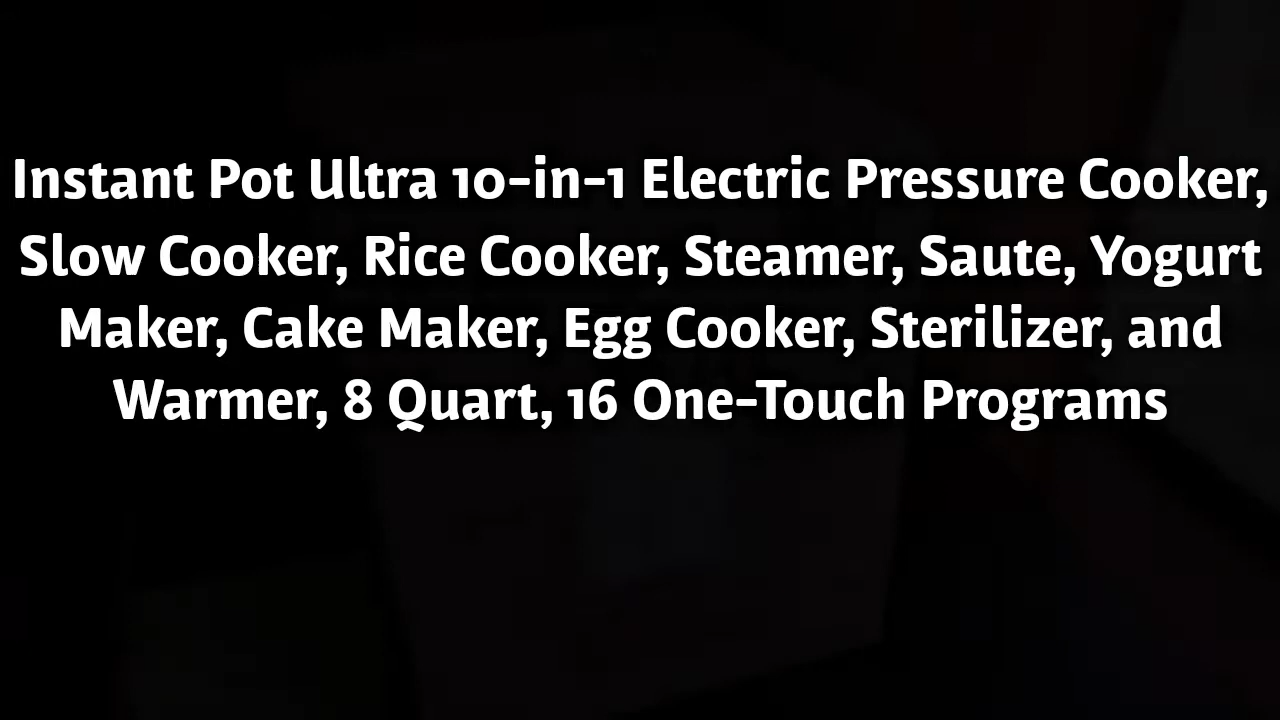 Instant Pot Ultra 10-in-1 Electric Pressure Cooker,
Slow Cooker, Rice Cooker, Steamer, Saute, Yogurt
Maker, Cake Maker, Egg Cooker, Sterilizer, and
Warmer, 8 Quart, 16 One-Touch Programs